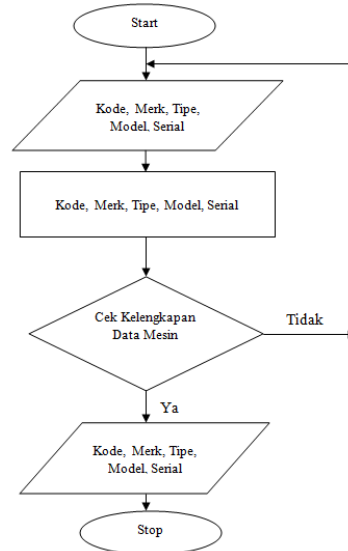 Start
Kode, Merk, Tipe,
Model, Serial
Kode, Merk, Tipe, Model, Serial
Cek Kelengkapan
Data Mesin
Tidak
Ya
Kode, Merk, Tipe,
Model, Serial
Stop